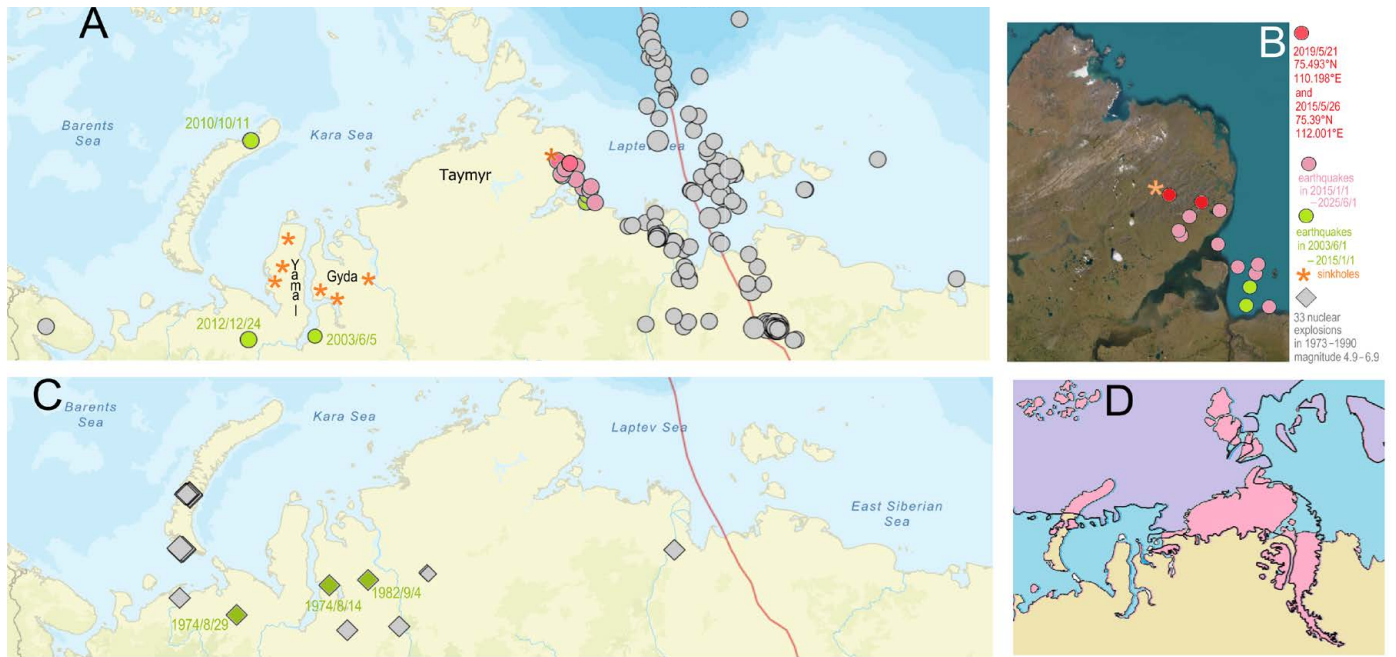 A
Barents
Sea
2010/10/11
Kara Sea
Taymyr
Laptev Sea
Yamal
Gyda
2012/12/24
2003/6/5
B
2019/5/21
75.493°N
110.198°E
and
2015/5/26
75.39°N
112.001°E
earthquakes
in 2015/1/1
–2025/6/1
earthquakes
in 2003/6/1
– 2015/1/1
sinkholes
33 nuclear
explosions
in 1973–1990
magnitude 4.9–6.9
C
Barents
Sea
Kara Sea
Laptev Sea
East Siberian
Sea
1974/8/29
1974/8/14
1982/9/4
D